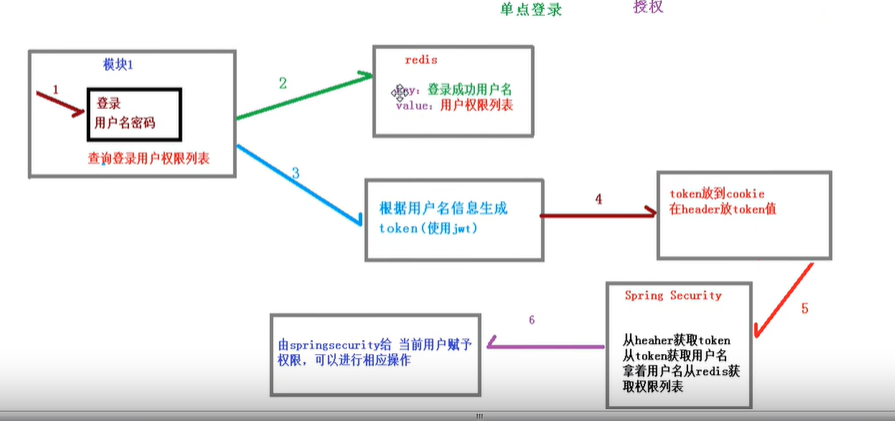 单点登录
授权
模块1
1
登录
用户名密码
查询登录用户权限列表
2
redis
key：登录成功用户名
value：用户权限列表
3
根据用户名信息生成
token(使用jwt)
4
token放到cookie
在header放token值
5
Spring Security
从heaher获取token
从token获取用户名
拿着用户名从redis获
取权限列表
6
由springsecurity给 当前用户赋予
权限，可以进行相应操作